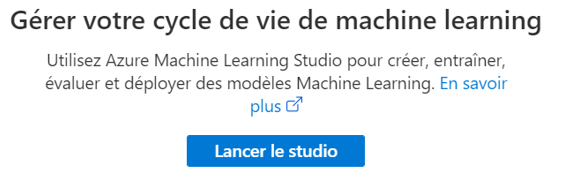 Gérer votre cycle de vie de machine learning
Utilisez Azure Machine Learning Studio pour créer, entraîner,
évaluer et déployer des modèles Machine Learning. En savoir
plus
Lancer le studio